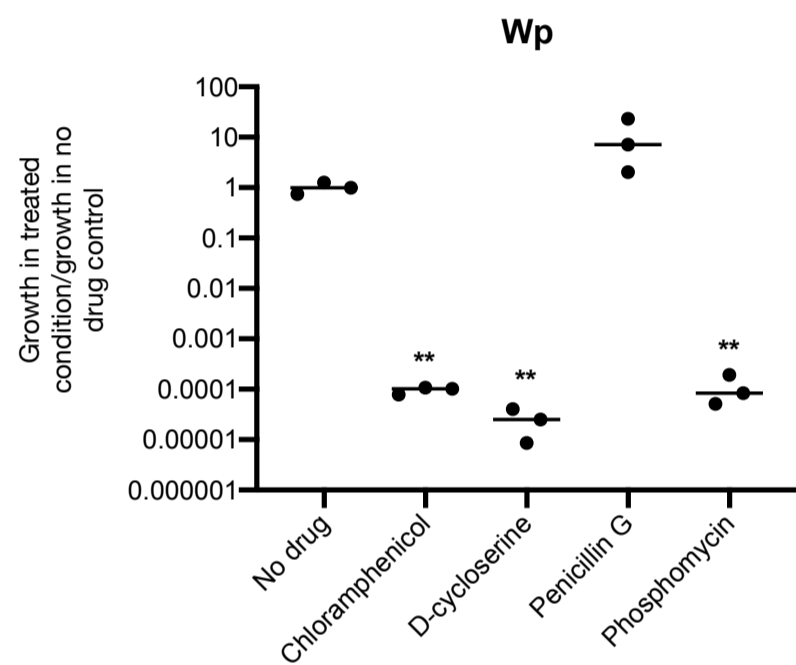 Wp
Growth in treated
condition/growth in no
drug control
100
10
1
0.1
0.01
0.001
0.0001
0.00001
0.000001
**
**
**
No drug
Chloramphenicol
D-cycloserine
Penicillin G
Phosphomycin